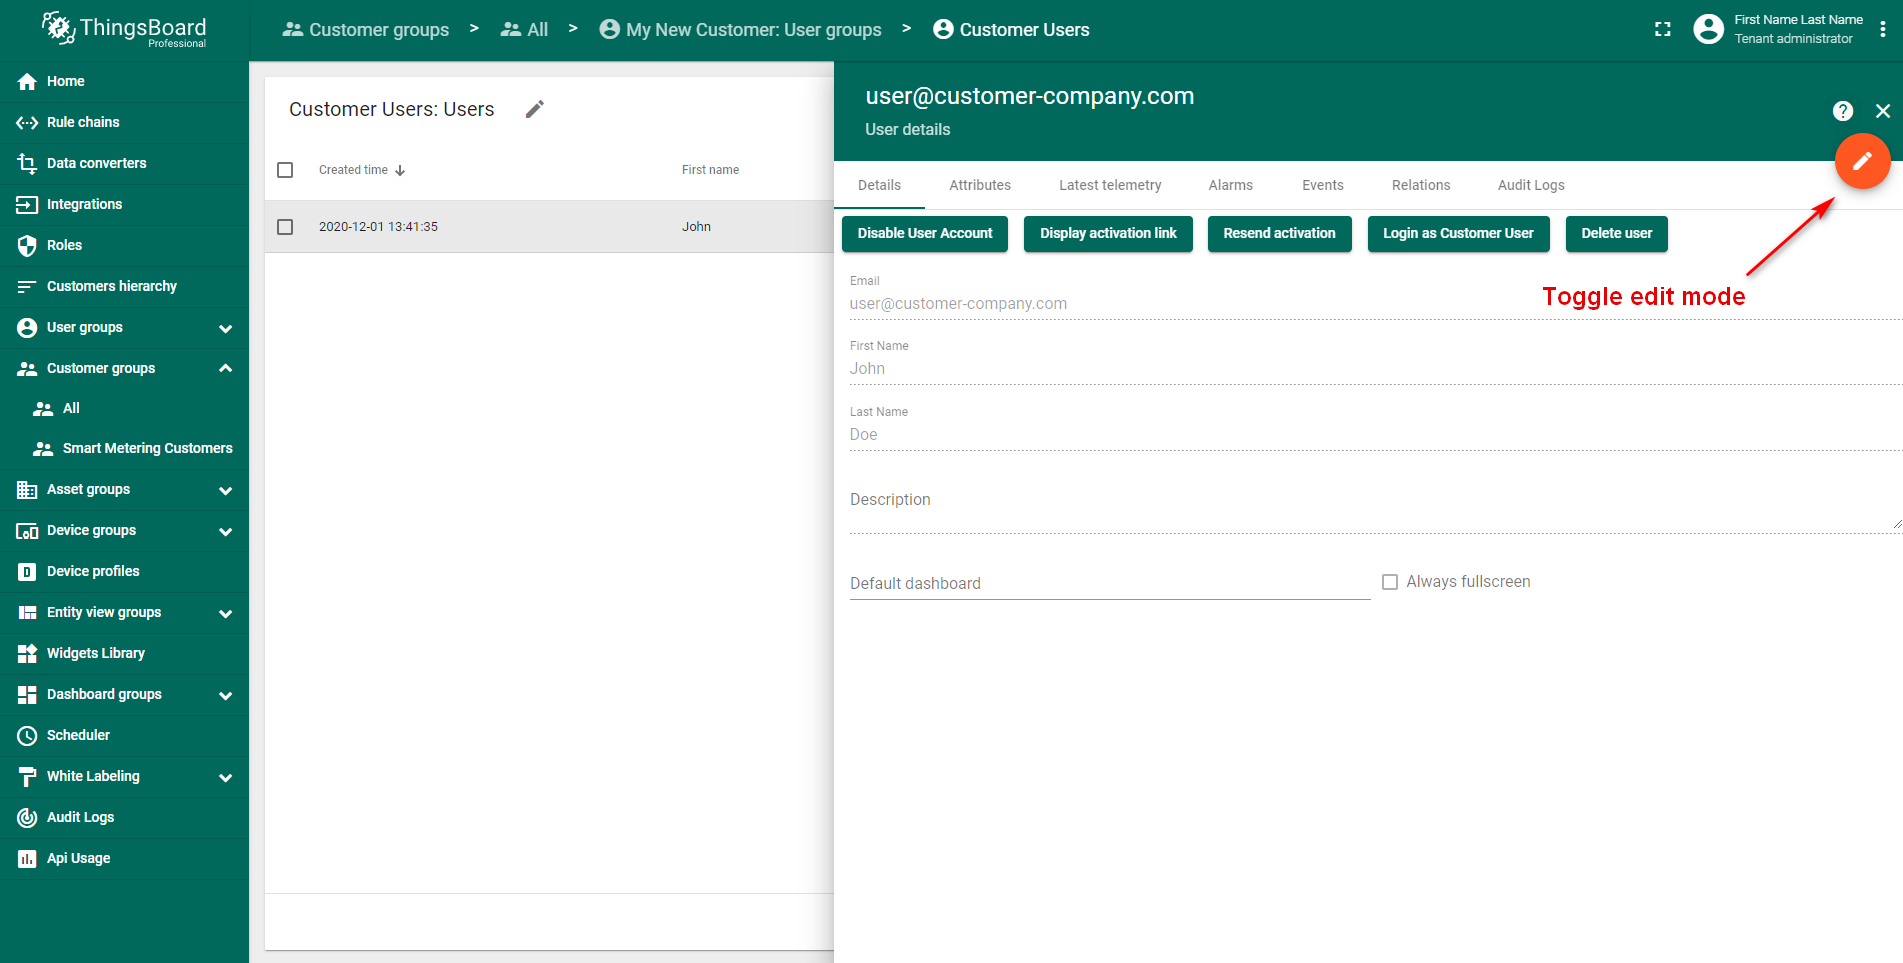 ThingsBoard
Professional
Customer groups > All > My New Customer: User groups > Customer Users
First Name Last Name
Tenant administrator
Home
Rule chains
Data converters
Integrations
Roles
Customers hierarchy
User groups
Customer groups
All
Smart Metering Customers
Asset groups
Device groups
Device profiles
Entity view groups
Widgets Library
Dashboard groups
Scheduler
White Labeling
Audit Logs
Api Usage
Customer Users: Users
Created time First name
2020-12-01 13:41:35 John
user@customer-company.com
User details
Details Attributes Latest telemetry Alarms Events Relations Audit Logs
Disable User Account Display activation link Resend activation Login as Customer User Delete user
Toggle edit mode
Email
user@customer-company.com
First Name
John
Last Name
Doe
Description
Default dashboard Always fullscreen